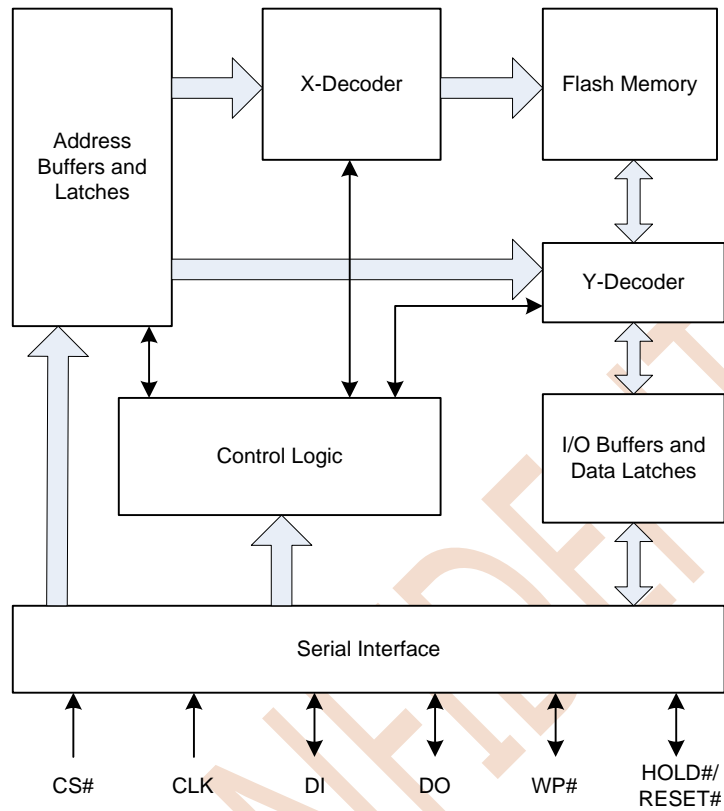 Address
Buffers and
Latches
X-Decoder
Flash Memory
Y-Decoder
Control Logic
I/O Buffers and
Data Latches
Serial Interface
CS#
CLK
DI
DO
WP#
HOLD#/
RESET#